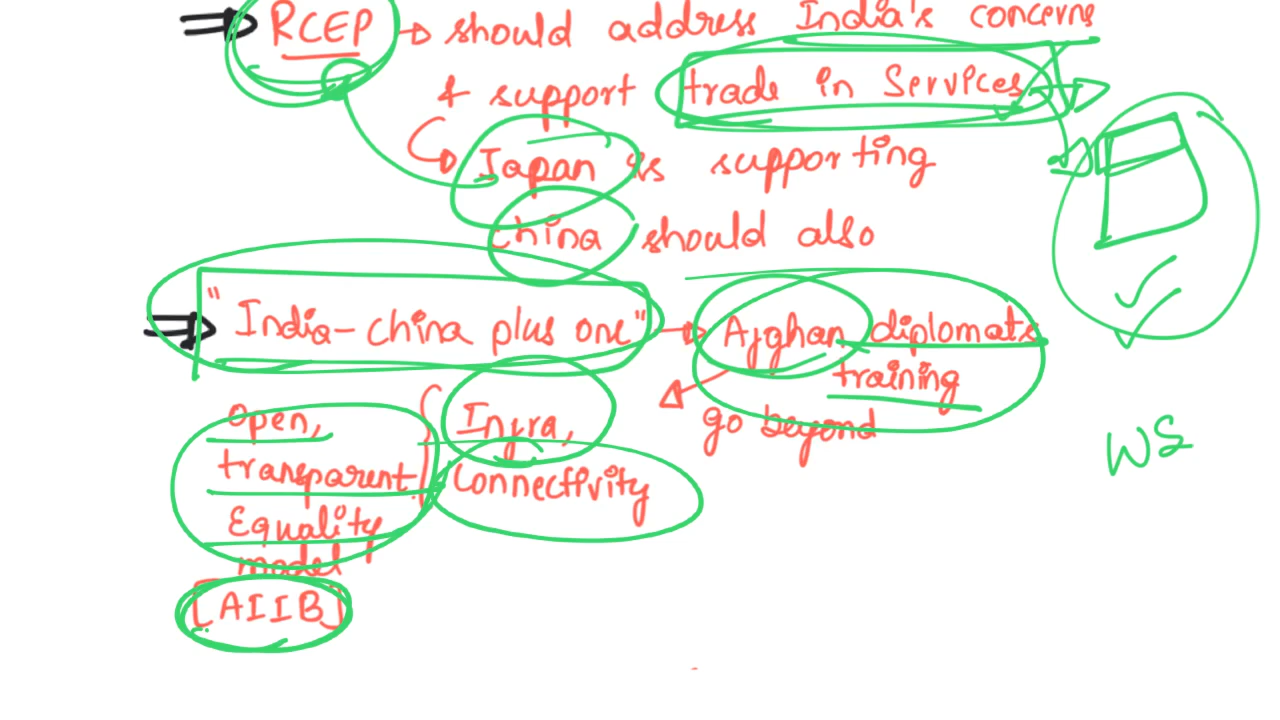 ⇒ RCEP → should address India's concerns
& support trade in Services
Japan is supporting
China should also
⇒ "India-China plus one" → Afghan diplomats
training
go beyond
Open,
transparent
Equality
model
[AIIB]
Infra,
Connectivity
WS